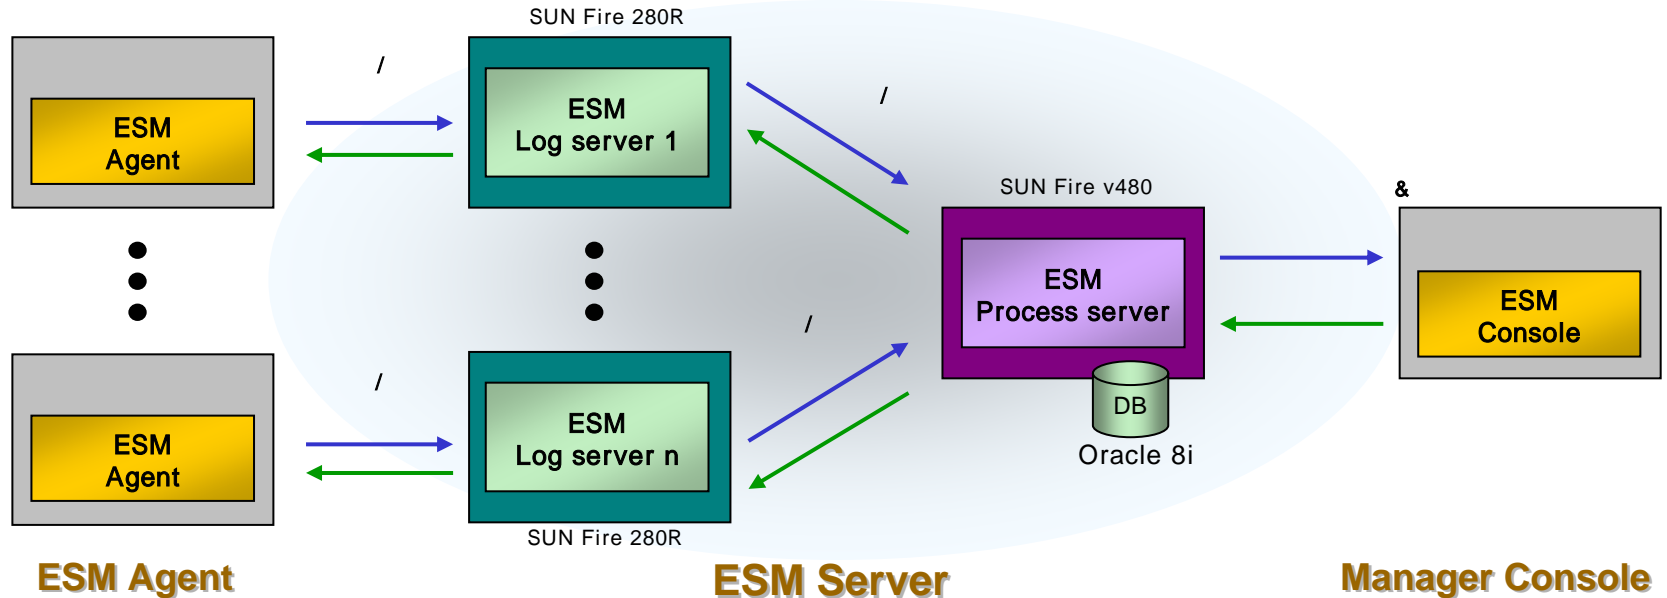 SUN Fire 280R
/
ESM
Agent
ESM
Log server 1
/
SUN Fire v480
&
ESM
Process server
ESM
Console
DB
Oracle 8i
/
/
ESM
Agent
ESM
Log server n
SUN Fire 280R
ESM Agent
ESM Server
Manager Console